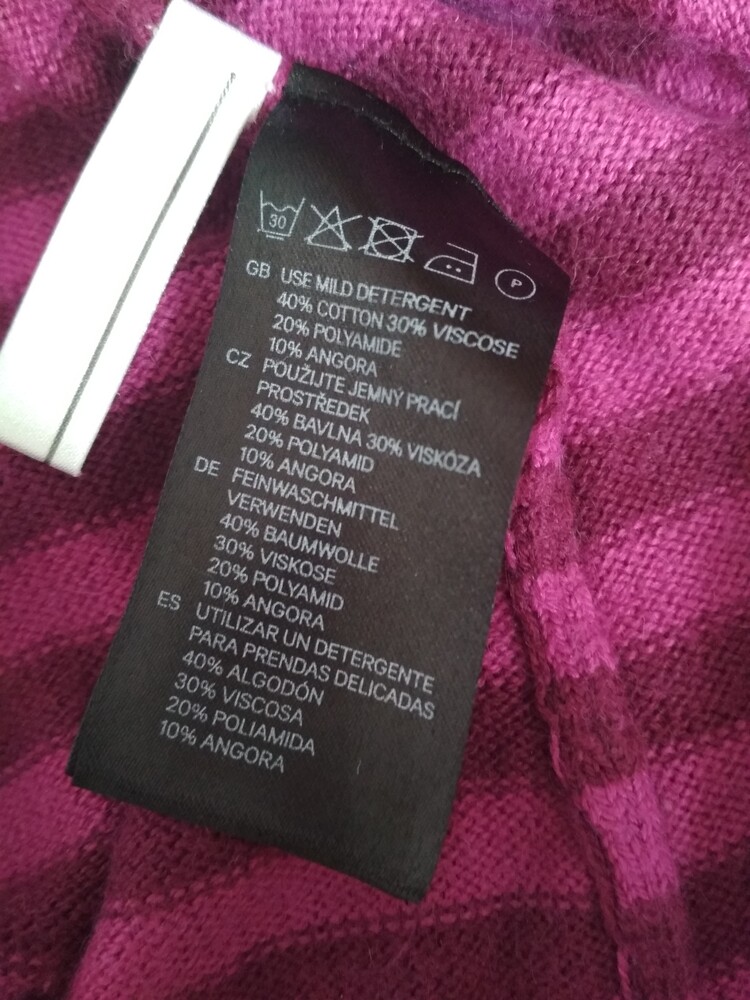 30
P
GB USE MILD DETERGENT
40% COTTON 30% VISCOSE
20% POLYAMIDE
10% ANGORA
CZ POUŽIJTE JEMNÝ PRACÍ
PROSTŘEDEK
40% BAVLNA 30% VISKÓZA
20% POLYAMID
10% ANGORA
DE FEINWASCHMITTEL
VERWENDEN
40% BAUMWOLLE
30% VISKOSE
20% POLYAMID
10% ANGORA
ES UTILIZAR UN DETERGENTE
PARA PRENDAS DELICADAS
40% ALGODÓN
30% VISCOSA
20% POLIAMIDA
10% ANGORA